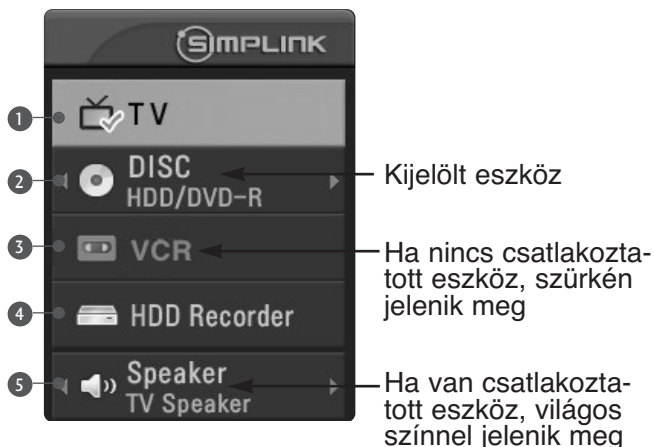 SIMPLINK
1 TV
2 DISC
HDD/DVD-R
Kijelölt eszköz
3 VCR
Ha nincs csatlakozta-
tott eszköz, szürkén
jelenik meg
4 HDD Recorder
5 Speaker
TV Speaker
Ha van csatlakozta-
tott eszköz, világos
színnel jelenik meg